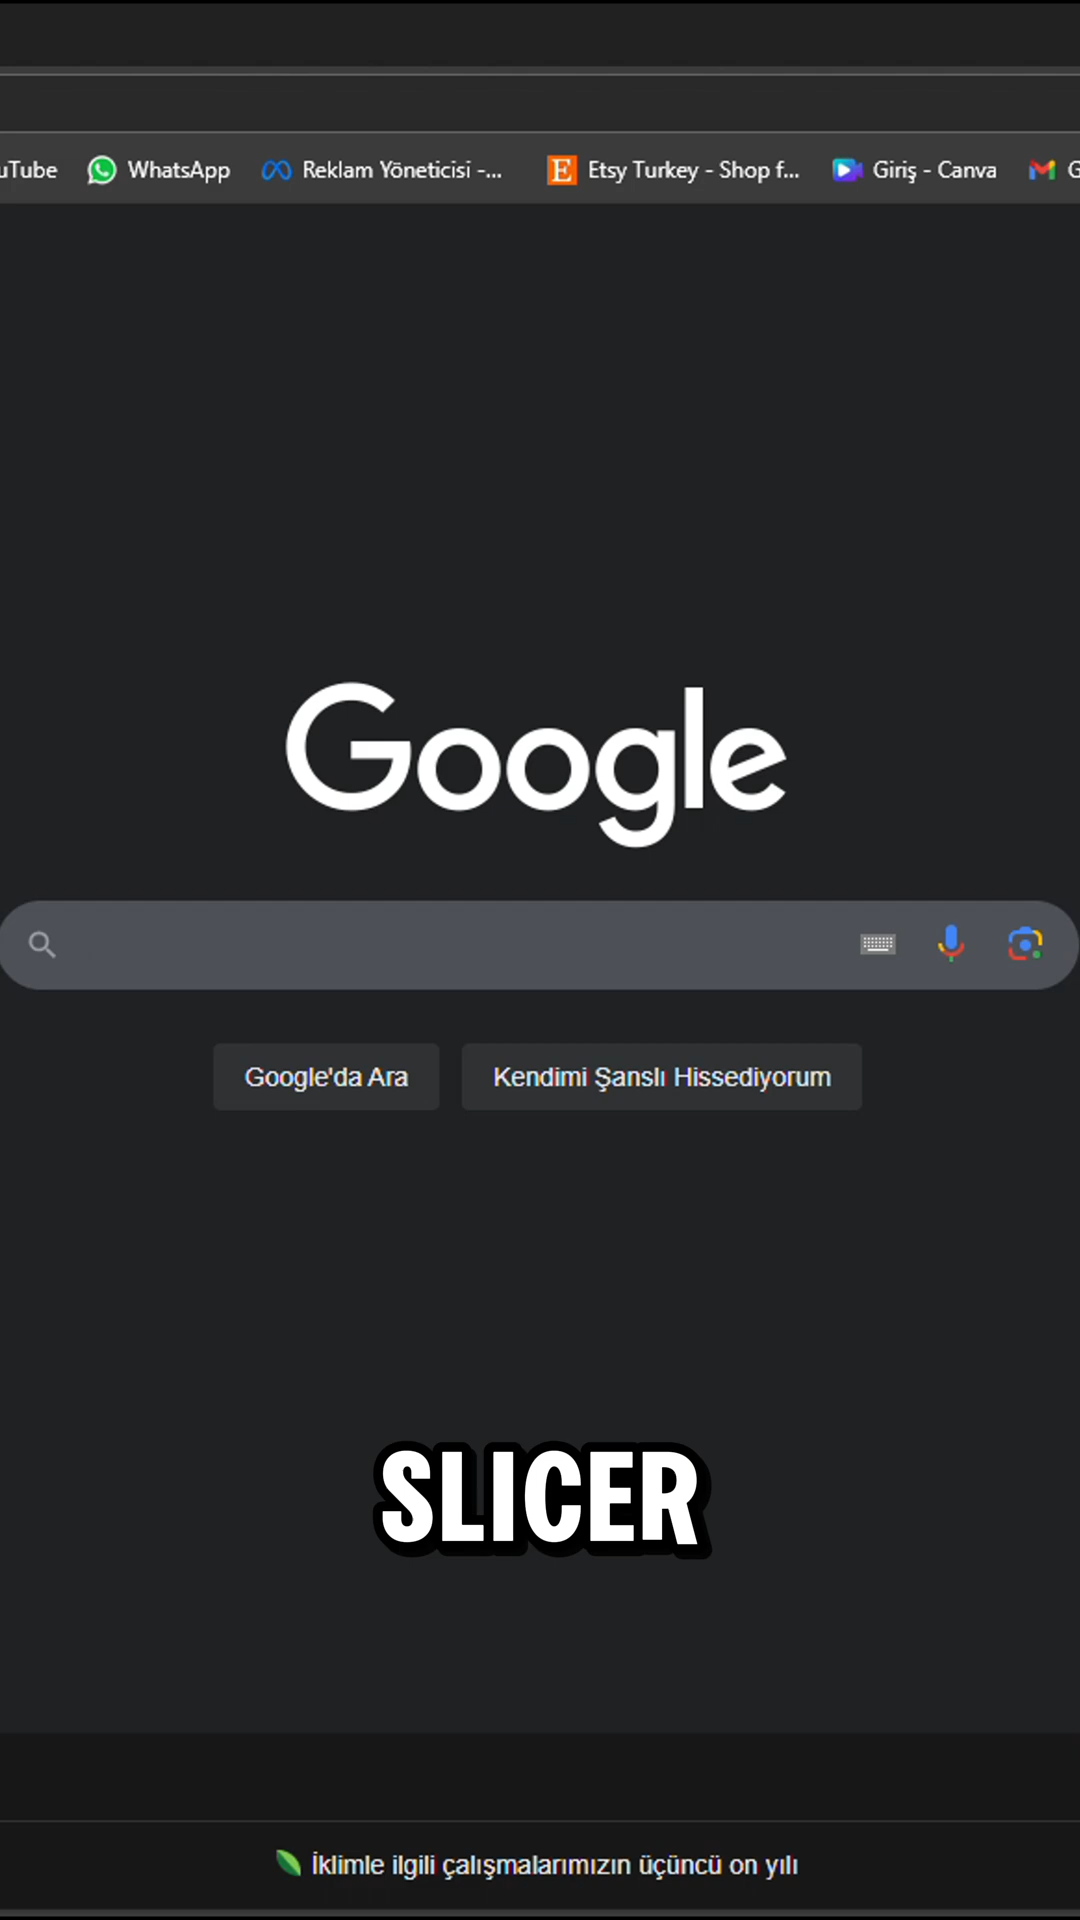 uTube WhatsApp Reklam Yöneticisi -... Etsy Turkey - Shop f... Giriş - Canva G
Google
Google'da Ara Kendimi Şanslı Hissediyorum
SLICER
İklimle ilgili çalışmalarımızın üçüncü on yılı